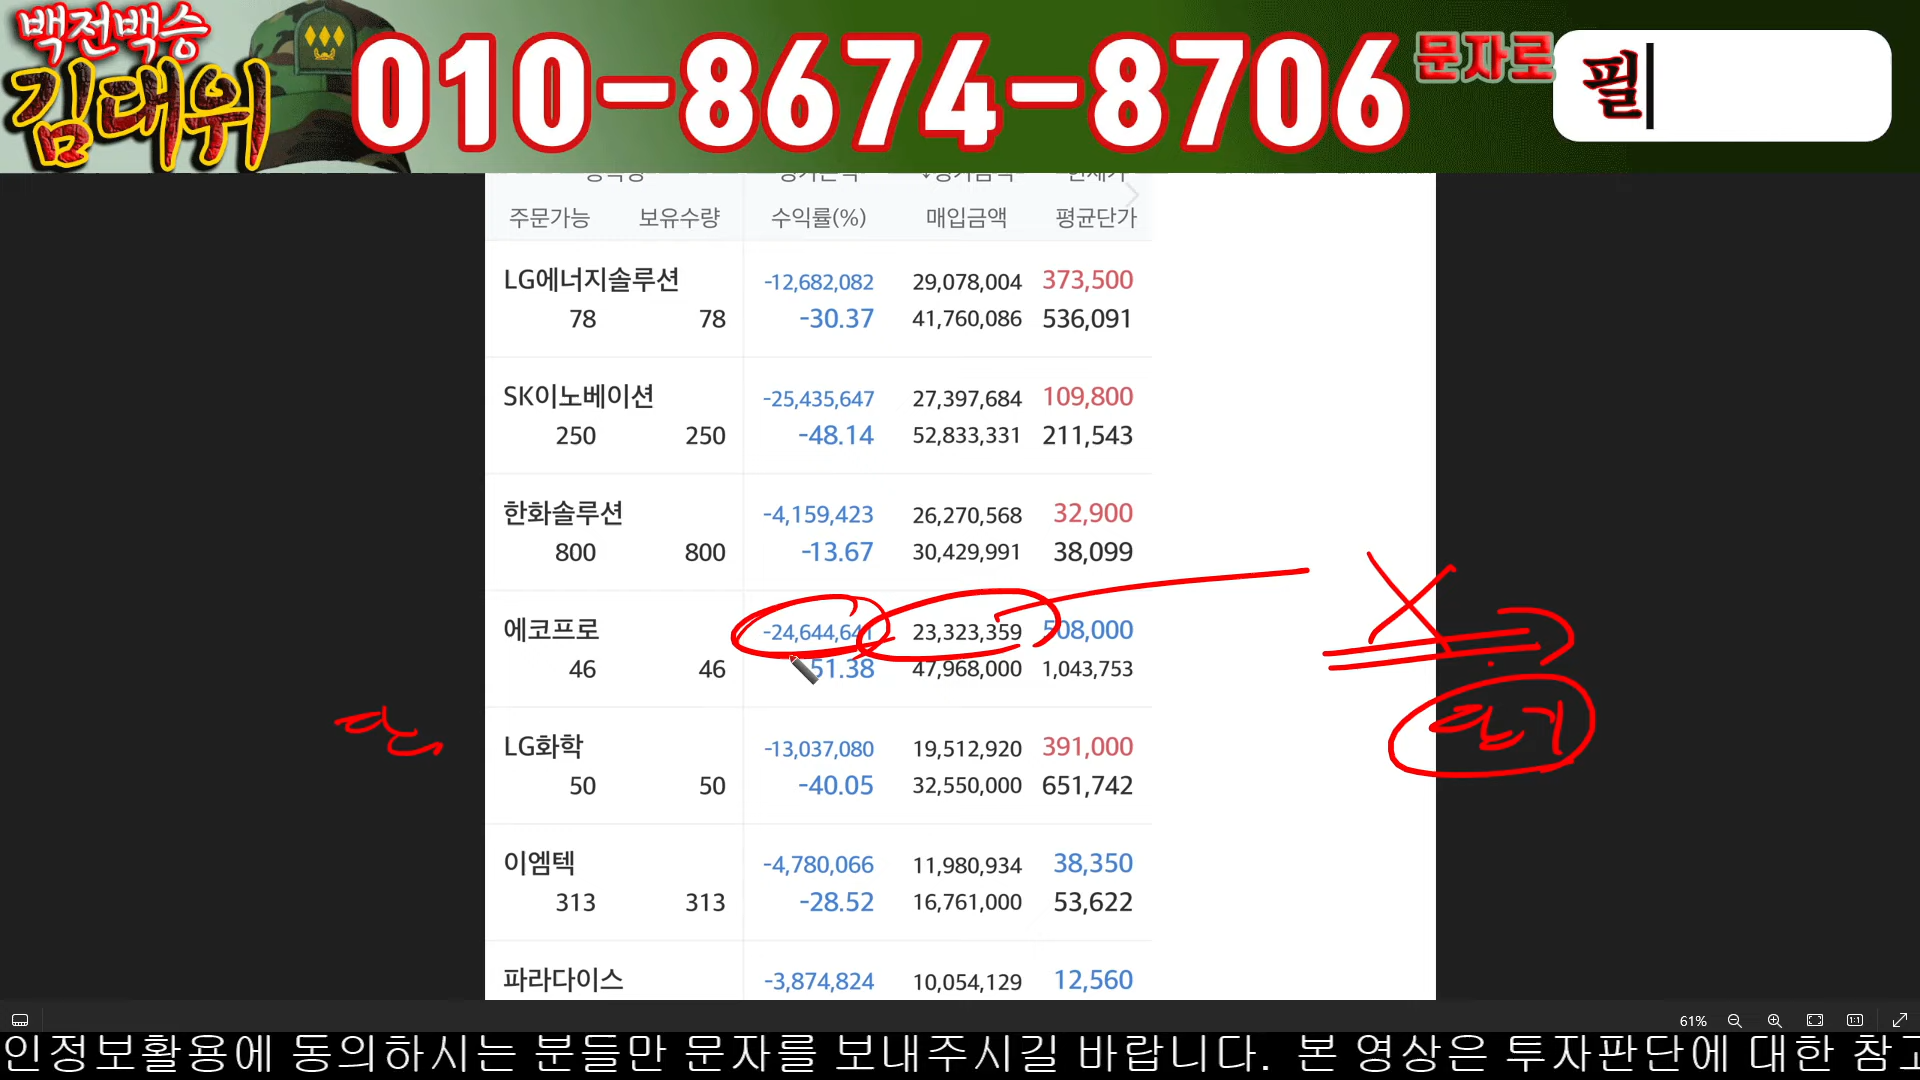 백전백승
김대위
010-8674-8706
문자로
필
주문가능 보유수량 수익률(%) 매입금액 평균단가
LG에너지솔루션 -12,682,082 29,078,004 373,500
78 78 -30.37 41,760,086 536,091
SK이노베이션 -25,435,647 27,397,684 109,800
250 250 -48.14 52,833,331 211,543
한화솔루션 -4,159,423 26,270,568 32,900
800 800 -13.67 30,429,991 38,099
에코프로 -24,644,641 23,323,359 508,000
46 46 51.38 47,968,000 1,043,753
단기
LG화학 -13,037,080 19,512,920 391,000
50 50 -40.05 32,550,000 651,742
이엠텍 -4,780,066 11,980,934 38,350
313 313 -28.52 16,761,000 53,622
파라다이스 -3,874,824 10,054,129 12,560
61%
인정보활용에 동의하시는 분들만 문자를 보내주시길 바랍니다. 본 영상은 투자판단에 대한 참고